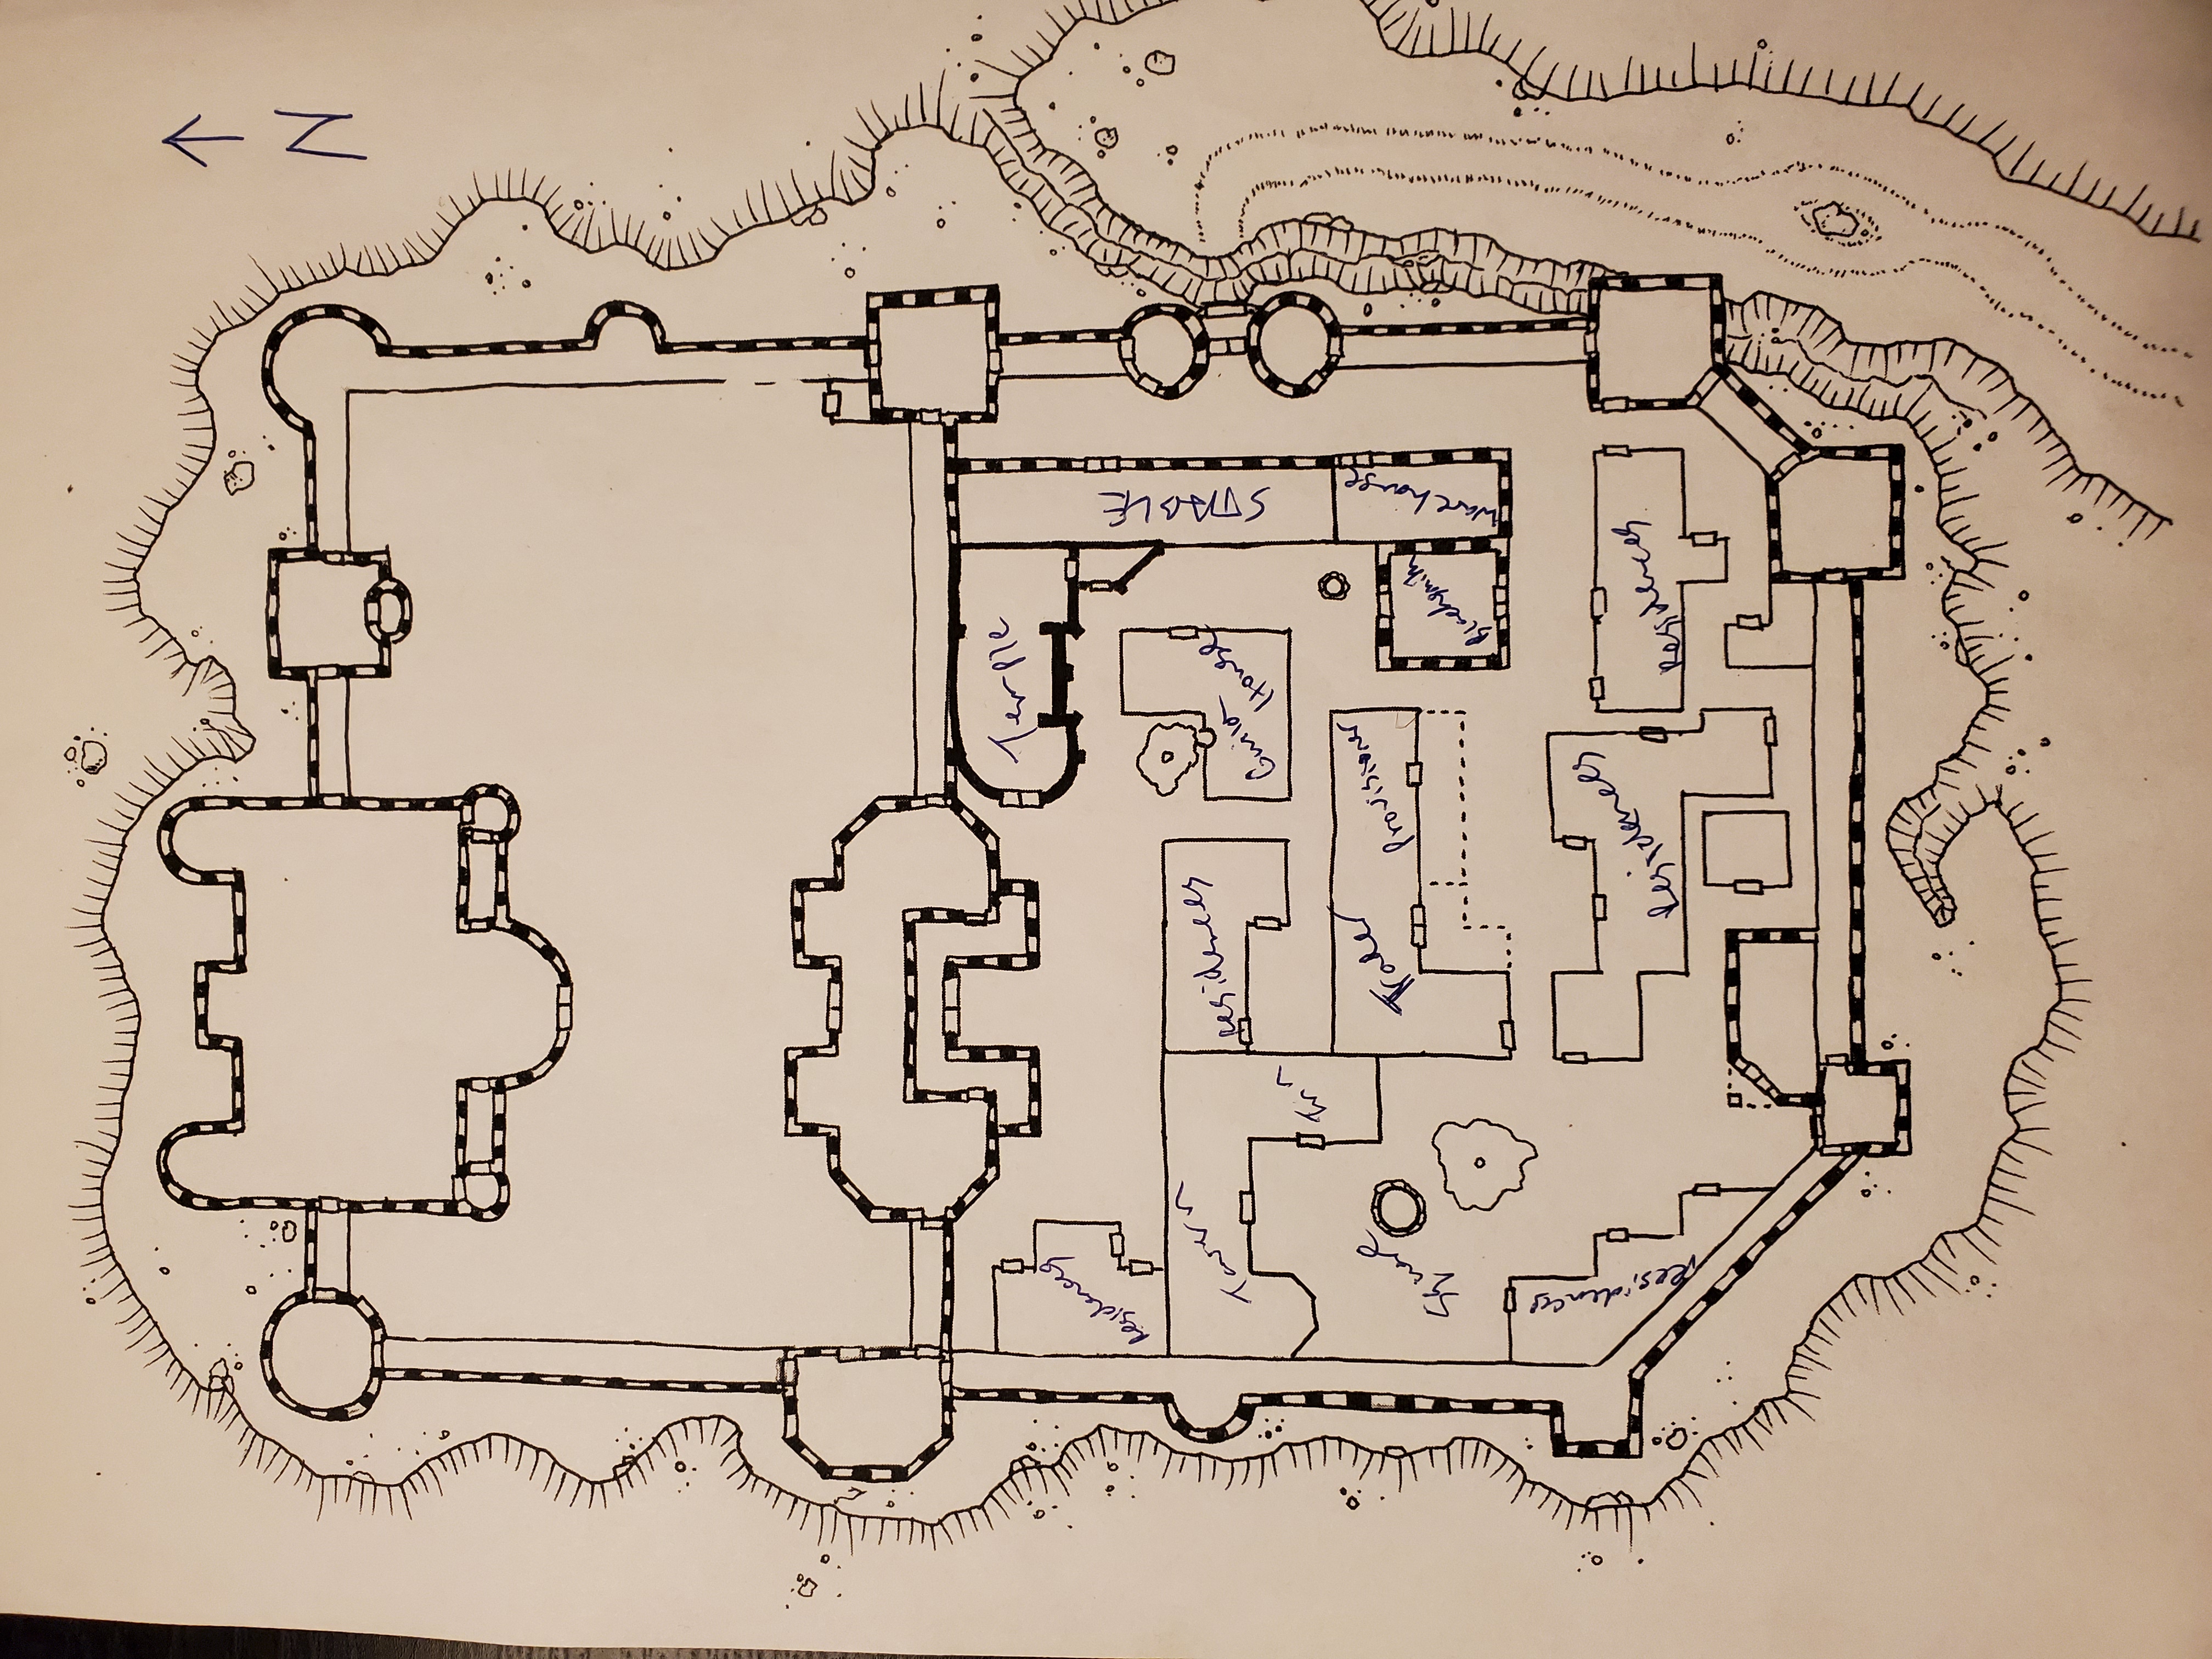 N
Temple
Residences
STABLE
Tavern
Residences
Guild
House
Inn
Trader
Provisioner
Square
Blacksmith
Warehouse
Residences
Residences
Residences